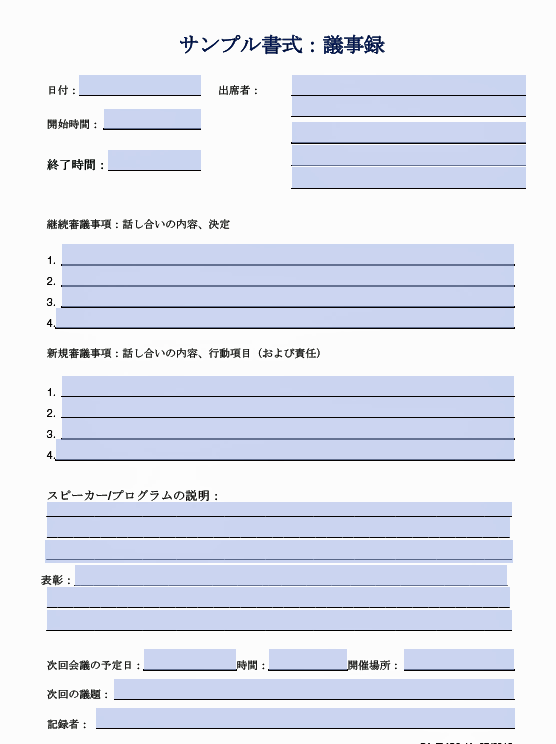 サンプル書式：議事録
日付：
出席者：
開始時間：
終了時間：
継続審議事項：話し合いの内容、決定
1.
2.
3.
4.
新規審議事項：話し合いの内容、行動項目（および責任）
1.
2.
3.
4.
スピーカー/プログラムの説明：
表彰：
次回会議の予定日： 時間： 開催場所：
次回の議題：
記録者：